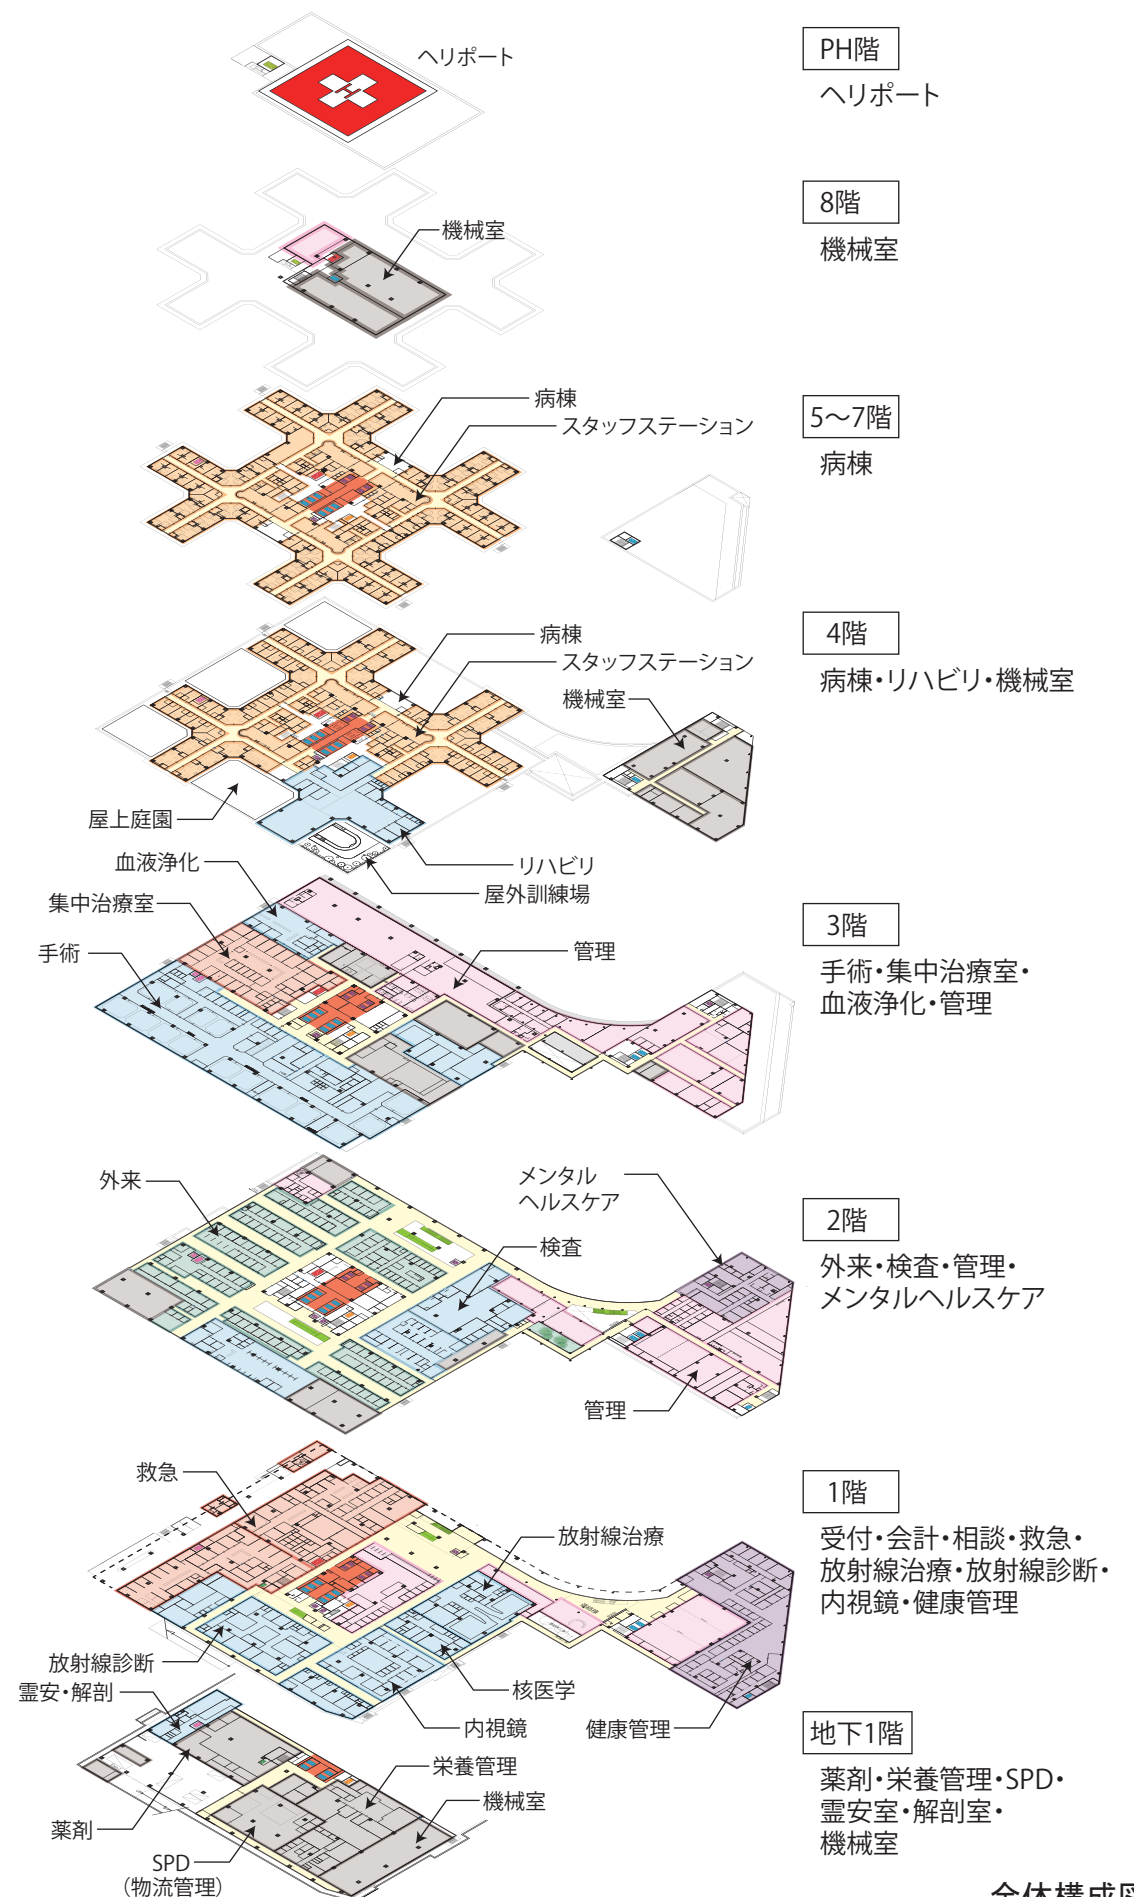 ヘリポート
PH階
ヘリポート
機械室
8階
機械室
病棟
スタッフステーション
5〜7階
病棟
病棟
スタッフステーション
機械室
屋上庭園
リハビリ
屋外訓練場
4階
病棟・リハビリ・機械室
血液浄化
集中治療室
手術
管理
3階
手術・集中治療室・
血液浄化・管理
外来
メンタル
ヘルスケア
検査
管理
2階
外来・検査・管理・
メンタルヘルスケア
救急
放射線治療
放射線診断
核医学
内視鏡
健康管理
1階
受付・会計・相談・救急・
放射線治療・放射線診断・
内視鏡・健康管理
霊安・解剖
栄養管理
機械室
薬剤
SPD
（物流管理）
地下1階
薬剤・栄養管理・SPD・
霊安室・解剖室・
機械室
全体構成図